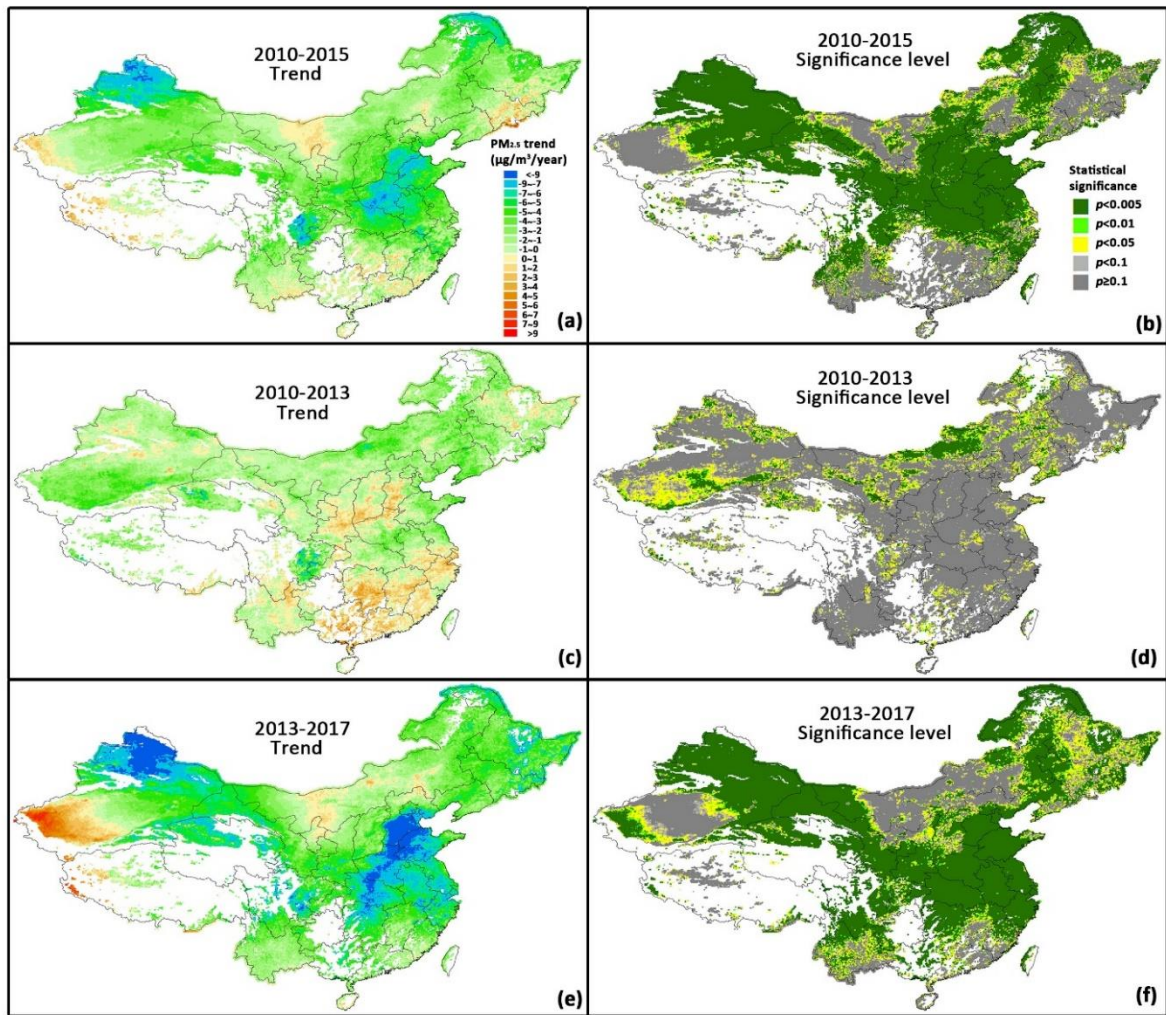 2010-2015
Trend
PM2.5 trend
(μg/m³/year)
<-9
-9~-7
-7~-6
-6~-5
-5~-4
-4~-3
-3~-2
-2~-1
-1~0
0~1
1~2
2~3
3~4
4~5
5~6
6~7
7~9
>9
(a)
2010-2015
Significance level
Statistical
significance
p<0.005
p<0.01
p<0.05
p<0.1
p≥0.1
(b)
2010-2013
Trend
(c)
2010-2013
Significance level
(d)
2013-2017
Trend
(e)
2013-2017
Significance level
(f)